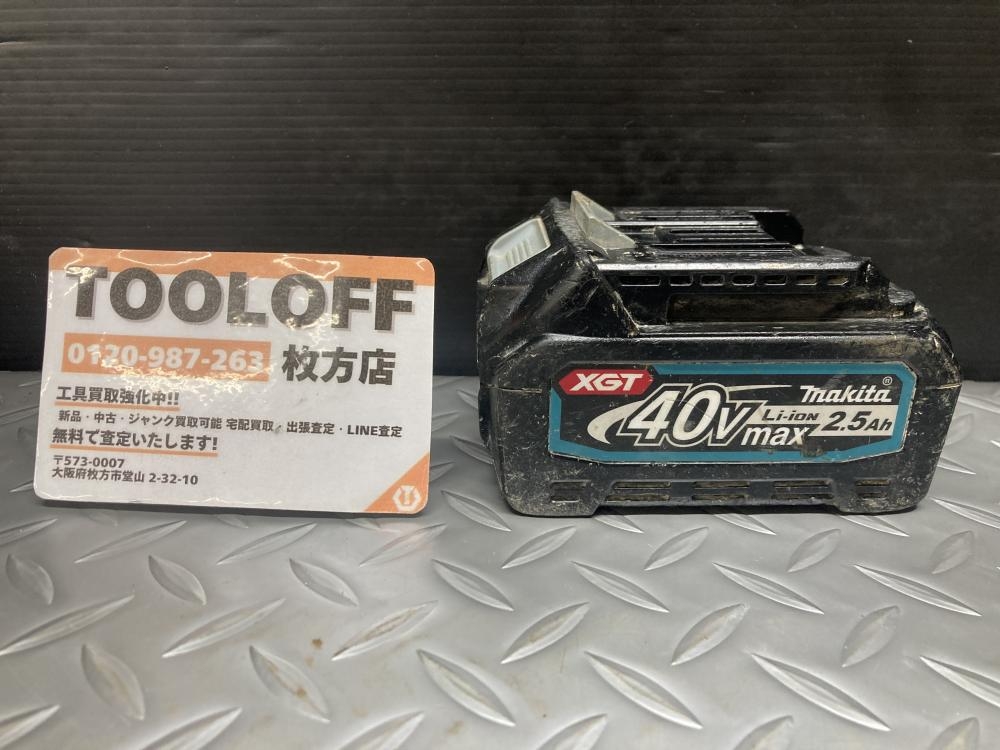 TOOLOFF
0120-987-263 枚方店
工具買取強化中!!
新品・中古・ジャンク買取可能 宅配買取・出張査定・LINE査定
無料で査定いたします!
〒573-0007
大阪府枚方市堂山 2-32-10
XGT
40Vmax
makita®
Li-ion 2.5Ah